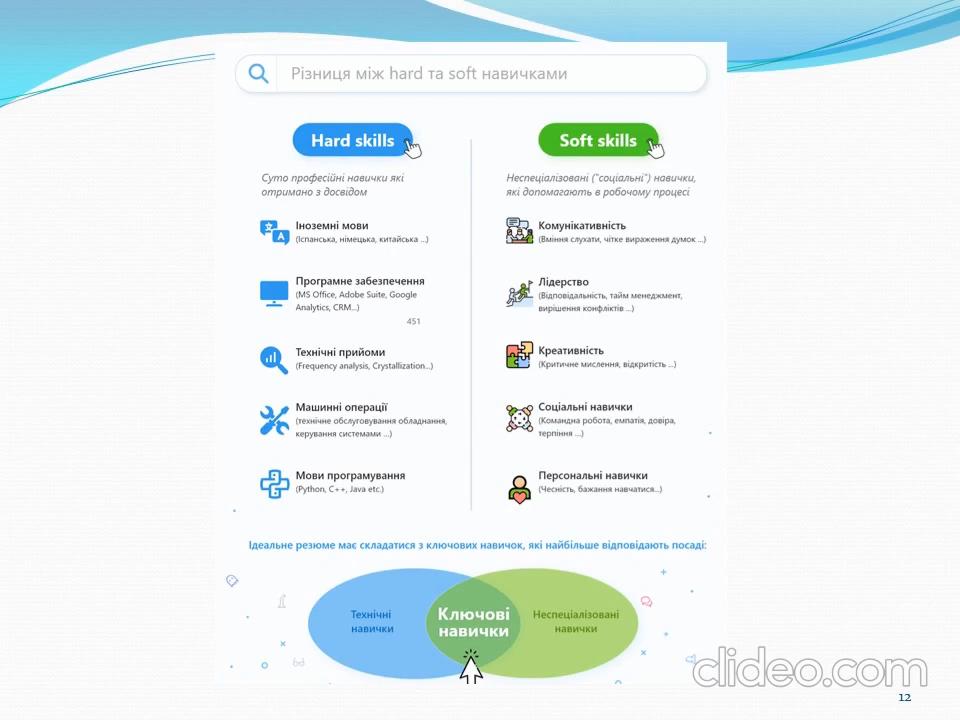 Різниця між hard та soft навичками
Hard skills
Суто професійні навички які
отримано з досвідом
Іноземні мови
(Іспанська, німецька, китайська ...)
Програмне забезпечення
(MS Office, Adobe Suite, Google
Analytics, CRM...)
451
Технічні прийоми
(Frequency analysis, Crystallization...)
Машинні операції
(технічне обслуговування обладнання,
керування системами ...)
Мови програмування
(Python, C++, Java etc.)
Soft skills
Неспеціалізовані ("соціальні") навички,
які допомагають в робочому процесі
Комунікативність
(Вміння слухати, чітке вираження думок ...)
Лідерство
(Відповідальність, тайм менеджмент,
вирішення конфліктів ...)
Креативність
(Критичне мислення, відкритість ...)
Соціальні навички
(Командна робота, емпатія, довіра,
терпіння ...)
Персональні навички
(Чесність, бажання навчатися...)
Ідеальне резюме має складатися з ключових навичок, які найбільше відповідають посаді:
Технічні
навички
Ключові
навички
Неспеціалізовані
навички
clideo.com
12